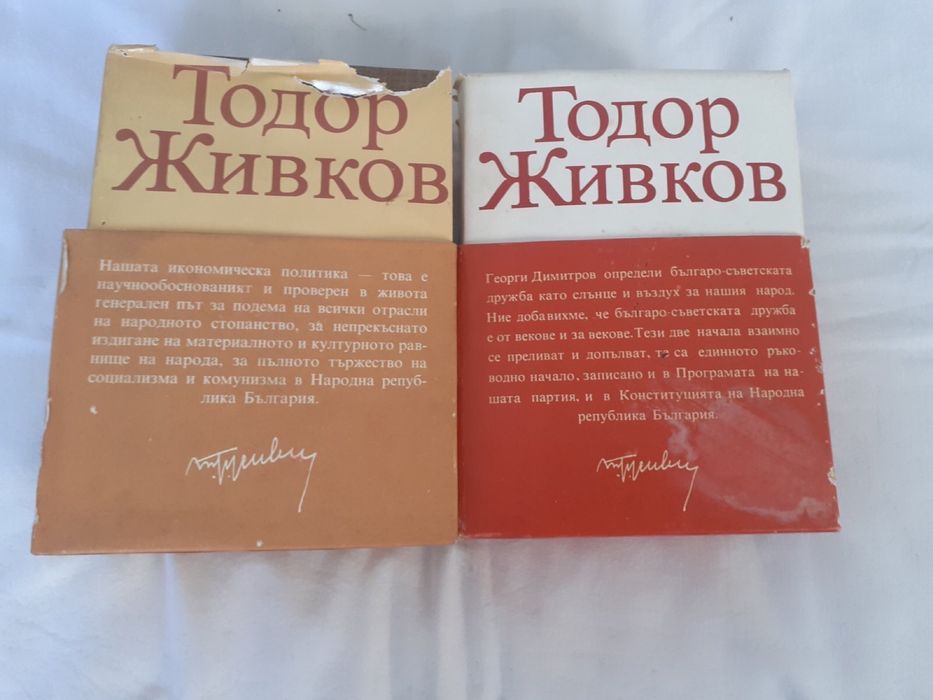 Тодор
Живков
Нашата икономическа политика — това е
научнообоснованият и проверен в живота
генерален път за подема на всички отрасли
на народното стопанство, за непрекъснато
издигане на материалното и културното рав-
нище на народа, за пълното тържество на
социализма и комунизма в Народна репуб-
лика България.
Тодор
Живков
Георги Димитров определи българо-съветската
дружба като слънце и въздух за нашия народ.
Ние добавихме, че българо-съветската дружба
е от векове и за векове. Тези две начала взаимно
се преливат и допълват, те са единното ръко-
водно начало, записано и в Програмата на на-
шата партия, и в Конституцията на Народна
република България.